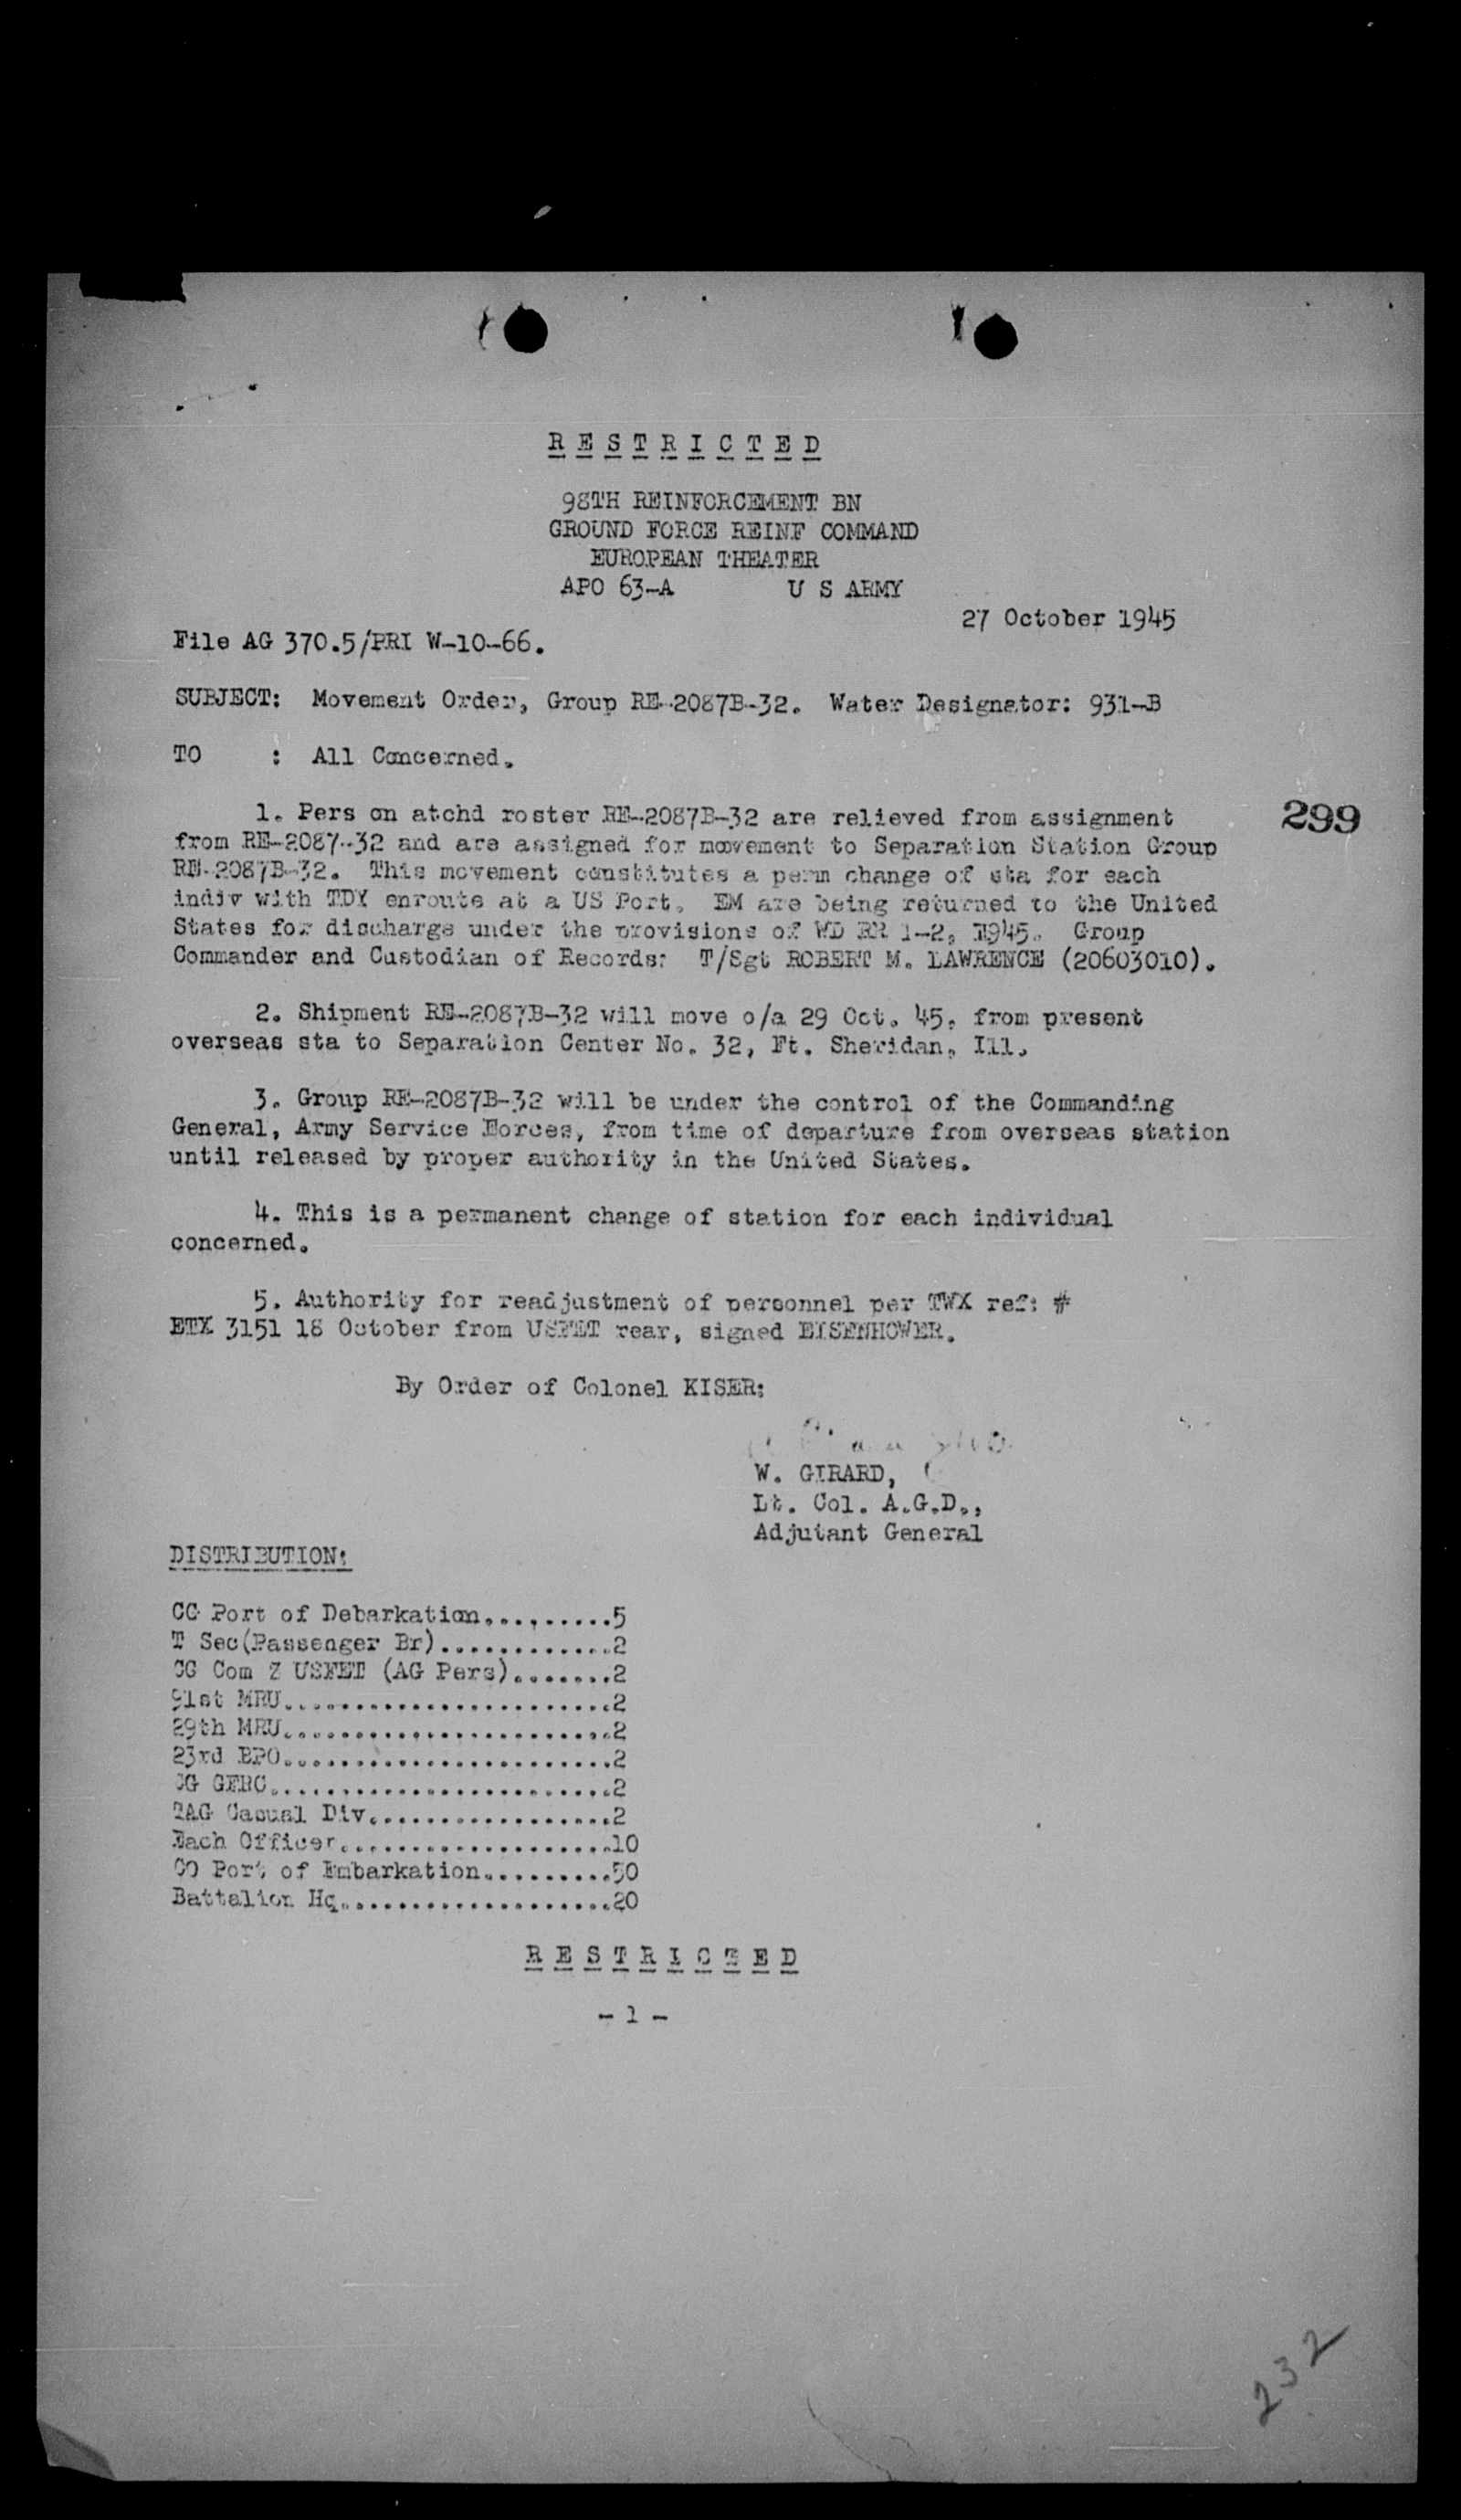 R E S T R I C T E D
98TH REINFORCEMENT BN
GROUND FORCE REINF COMMAND
EUROPEAN THEATER
APO 63-A U S ARMY
27 October 1945
File AG 370.5/PRI W-10-66.
SUBJECT: Movement Order, Group RE-2087B-32. Water Designator: 931-B
TO : All Concerned.
1. Pers on atchd roster RE-2087B-32 are relieved from assignment
299
from RE-2087-32 and are assigned for movement to Separation Station Group
RE-2087B-32. This movement constitutes a perm change of sta for each
indiv with TDY enroute at a US Port. EM are being returned to the United
States for discharge under the provisions of WD RR 1-2, 1945. Group
Commander and Custodian of Records: T/Sgt ROBERT M. LAWRENCE (20603010).
2. Shipment RE-2087B-32 will move o/a 29 Oct. 45, from present
overseas sta to Separation Center No. 32, Ft. Sheridan, Ill.
3. Group RE-2087B-32 will be under the control of the Commanding
General, Army Service Forces, from time of departure from overseas station
until released by proper authority in the United States.
4. This is a permanent change of station for each individual
concerned.
5. Authority for readjustment of personnel per TWX ref: #
ETX 3151 18 October from USFET rear, signed EISENHOWER.
By Order of Colonel KISER:
W. GIRARD,
Lt. Col. A.G.D.,
Adjutant General
DISTRIBUTION:
CG Port of Debarkation..........5
T Sec(Passenger Br).............2
CG Com Z USFET (AG Pers)........2
91st MRU........................2
29th MRU........................2
23rd BPO........................2
CG GFRC.........................2
TAG Casual Div..................2
Each Officer...................10
CO Port of Embarkation.........50
Battalion Hq...................20
R E S T R I C T E D
- 1 -
232